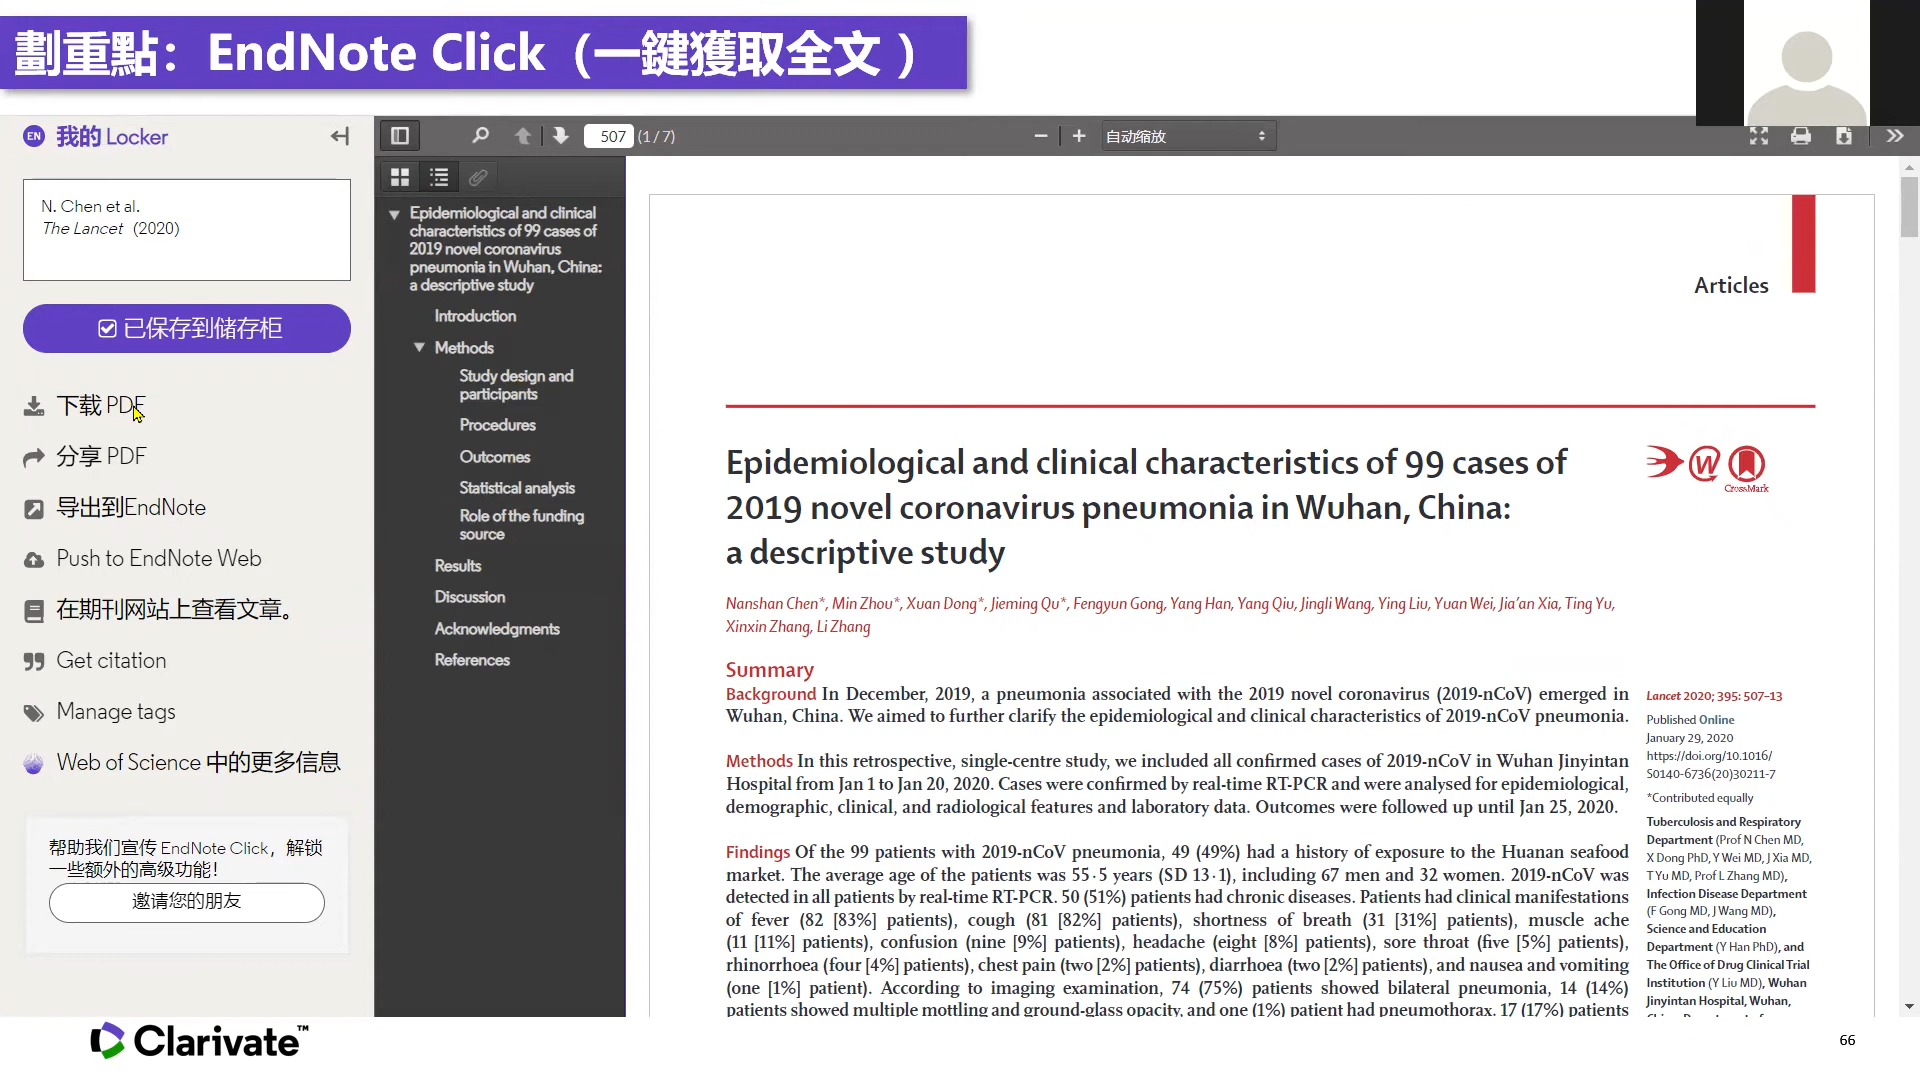 劃重點：EndNote Click（一鍵獲取全文 ）
EN 我的 Locker
N. Chen et al.
The Lancet (2020)
已保存到储存柜
下载 PDF
分享 PDF
导出到EndNote
Push to EndNote Web
在期刊网站上查看文章。
Get citation
Manage tags
Web of Science 中的更多信息
帮助我们宣传 EndNote Click，解锁
一些额外的高级功能！
邀请您的朋友
507 (1 / 7)
自动缩放
Epidemiological and clinical
characteristics of 99 cases of
2019 novel coronavirus
pneumonia in Wuhan, China:
a descriptive study
Introduction
Methods
Study design and
participants
Procedures
Outcomes
Statistical analysis
Role of the funding
source
Results
Discussion
Acknowledgments
References
Articles
Epidemiological and clinical characteristics of 99 cases of
2019 novel coronavirus pneumonia in Wuhan, China:
a descriptive study
W
CrossMark
Nanshan Chen*, Min Zhou*, Xuan Dong*, Jieming Qu*, Fengyun Gong, Yang Han, Yang Qiu, Jingli Wang, Ying Liu, Yuan Wei, Jia'an Xia, Ting Yu,
Xinxin Zhang, Li Zhang
Summary
Background In December, 2019, a pneumonia associated with the 2019 novel coronavirus (2019-nCoV) emerged in
Wuhan, China. We aimed to further clarify the epidemiological and clinical characteristics of 2019-nCoV pneumonia.
Methods In this retrospective, single-centre study, we included all confirmed cases of 2019-nCoV in Wuhan Jinyintan
Hospital from Jan 1 to Jan 20, 2020. Cases were confirmed by real-time RT-PCR and were analysed for epidemiological,
demographic, clinical, and radiological features and laboratory data. Outcomes were followed up until Jan 25, 2020.
Findings Of the 99 patients with 2019-nCoV pneumonia, 49 (49%) had a history of exposure to the Huanan seafood
market. The average age of the patients was 55·5 years (SD 13·1), including 67 men and 32 women. 2019-nCoV was
detected in all patients by real-time RT-PCR. 50 (51%) patients had chronic diseases. Patients had clinical manifestations
of fever (82 [83%] patients), cough (81 [82%] patients), shortness of breath (31 [31%] patients), muscle ache
(11 [11%] patients), confusion (nine [9%] patients), headache (eight [8%] patients), sore throat (five [5%] patients),
rhinorrhoea (four [4%] patients), chest pain (two [2%] patients), diarrhoea (two [2%] patients), and nausea and vomiting
(one [1%] patient). According to imaging examination, 74 (75%) patients showed bilateral pneumonia, 14 (14%)
patients showed multiple mottling and ground-glass opacity, and one (1%) patient had pneumothorax. 17 (17%) patients
Lancet 2020; 395: 507–13
Published Online
January 29, 2020
https://doi.org/10.1016/
S0140-6736(20)30211-7
*Contributed equally
Tuberculosis and Respiratory
Department (Prof N Chen MD,
X Dong PhD, Y Wei MD, J Xia MD,
T Yu MD, Prof L Zhang MD),
Infection Disease Department
(F Gong MD, J Wang MD),
Science and Education
Department (Y Han PhD), and
The Office of Drug Clinical Trial
Institution (Y Liu MD), Wuhan
Jinyintan Hospital, Wuhan,
Clarivate™
66